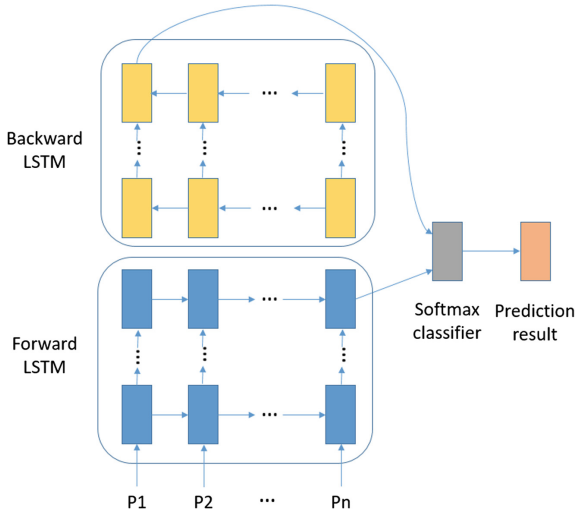 Backward
LSTM
...
...
Softmax
classifier
Prediction
result
Forward
LSTM
...
...
P1 P2 ... Pn